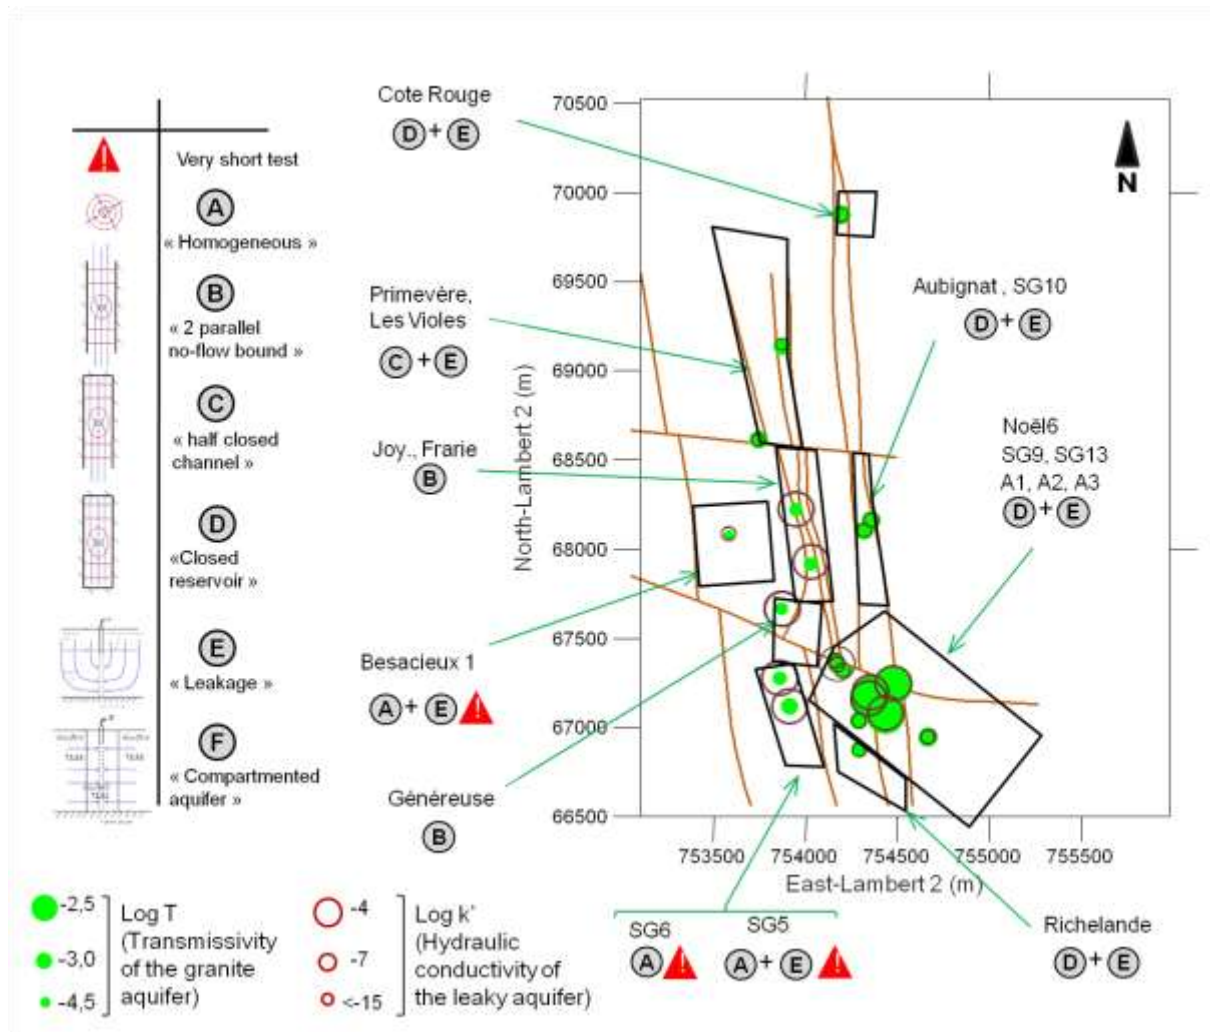 Very short test
A
« Homogeneous »
B
« 2 parallel
no-flow bound »
C
« half closed
channel »
D
«Closed
reservoir »
E
« Leakage »
F
« Compartmented
aquifer »
Cote Rouge
D + E
Primevère,
Les Violes
C + E
Joy., Frarie
B
Besacieux 1
A + E
Généreuse
B
Aubignat , SG10
D + E
Noël6
SG9, SG13
A1, A2, A3
D + E
N
North-Lambert 2 (m)
70500
70000
69500
69000
68500
68000
67500
67000
66500
753500 754000 754500 755000 755500
East-Lambert 2 (m)
SG6
A
SG5
A + E
Richelande
D + E
-2,5
-3,0
-4,5
Log T
(Transmissivity
of the granite
aquifer)
-4
-7
<-15
Log k'
(Hydraulic
conductivity of
the leaky aquifer)